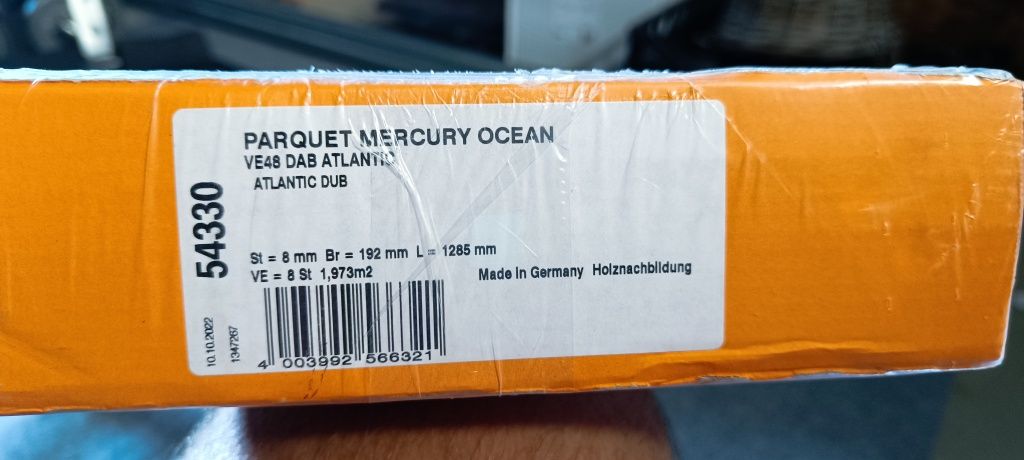 PARQUET MERCURY OCEAN
VE48 DAB ATLANTIC
ATLANTIC DUB
54330
St = 8 mm Br = 192 mm L = 1285 mm
VE = 8 St 1,973m2
Made in Germany Holznachbildung
10.10.2022
1347267
4 003992 566321